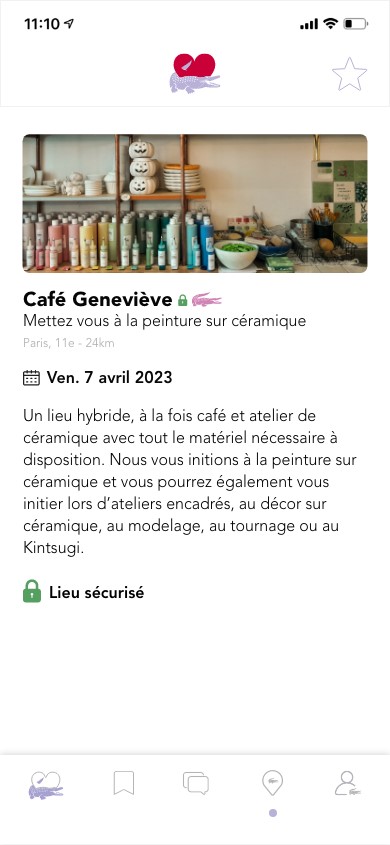 11:10
Café Geneviève
Mettez vous à la peinture sur céramique
Paris, 11e - 24km
Ven. 7 avril 2023
Un lieu hybride, à la fois café et atelier de
céramique avec tout le matériel nécessaire à
disposition. Nous vous initions à la peinture sur
céramique et vous pourrez également vous
initier lors d’ateliers encadrés, au décor sur
céramique, au modelage, au tournage ou au
Kintsugi.
Lieu sécurisé